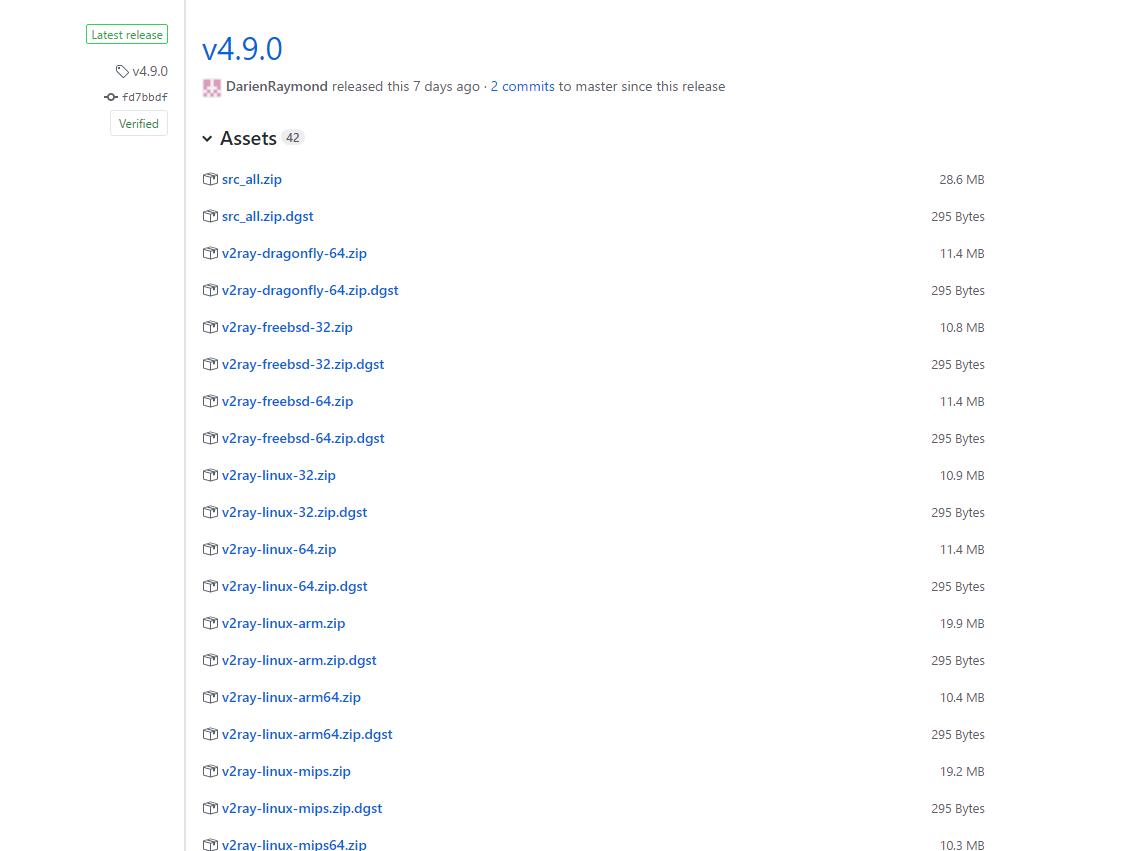 Latest release
v4.9.0
fd7bbdf
Verified
v4.9.0
DarienRaymond released this 7 days ago · 2 commits to master since this release
Assets 42
src_all.zip 28.6 MB
src_all.zip.dgst 295 Bytes
v2ray-dragonfly-64.zip 11.4 MB
v2ray-dragonfly-64.zip.dgst 295 Bytes
v2ray-freebsd-32.zip 10.8 MB
v2ray-freebsd-32.zip.dgst 295 Bytes
v2ray-freebsd-64.zip 11.4 MB
v2ray-freebsd-64.zip.dgst 295 Bytes
v2ray-linux-32.zip 10.9 MB
v2ray-linux-32.zip.dgst 295 Bytes
v2ray-linux-64.zip 11.4 MB
v2ray-linux-64.zip.dgst 295 Bytes
v2ray-linux-arm.zip 19.9 MB
v2ray-linux-arm.zip.dgst 295 Bytes
v2ray-linux-arm64.zip 10.4 MB
v2ray-linux-arm64.zip.dgst 295 Bytes
v2ray-linux-mips.zip 19.2 MB
v2ray-linux-mips.zip.dgst 295 Bytes
v2ray-linux-mips64.zip 10.3 MB